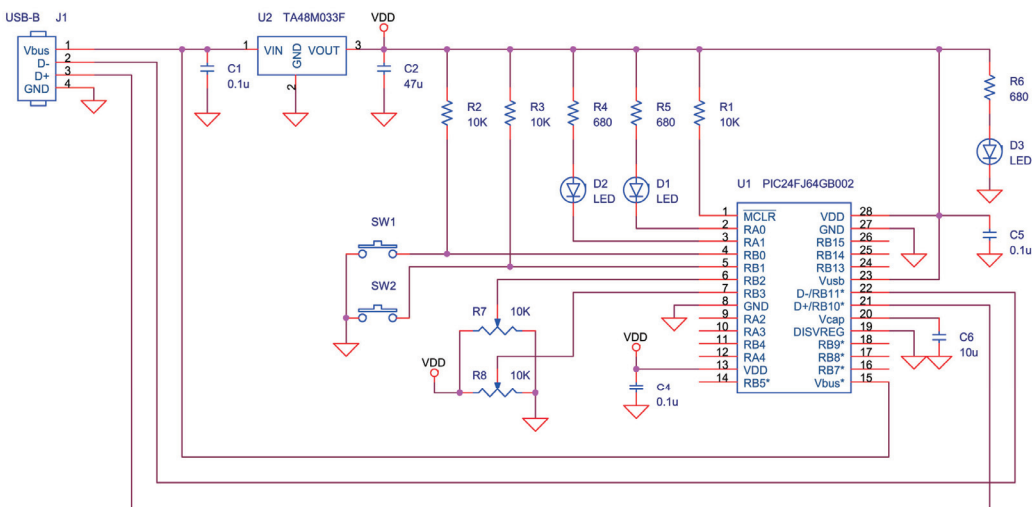 USB-B J1
Vbus 1
D- 2
D+ 3
GND 4
U2 TA48M033F
1 VIN GND VOUT 3
2
VDD
C1
0.1u
C2
47u
R2
10K
R3
10K
R4
680
R5
680
R1
10K
R6
680
D3
LED
D2
LED
D1
LED
SW1
SW2
R7 10K
VDD
R8 10K
VDD
C4
0.1u
U1 PIC24FJ64GB002
1 MCLR VDD 28
2 RA0 GND 27
3 RA1 RB15 26
4 RB0 RB14 25
5 RB1 RB13 24
6 RB2 Vusb 23
7 RB3 D-/RB11* 22
8 GND D+/RB10* 21
9 RA2 Vcap 20
10 RA3 DISVREG 19
11 RB4 RB9* 18
12 RA4 RB8* 17
13 VDD RB7* 16
14 RB5* Vbus* 15
C5
0.1u
C6
10u